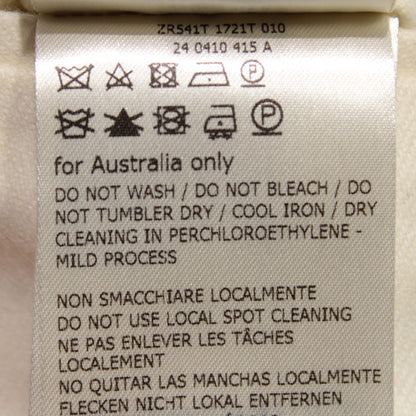 ZR541T 1721T 010
24 0410 415 A
P
P
for Australia only
DO NOT WASH / DO NOT BLEACH / DO
NOT TUMBLER DRY / COOL IRON / DRY
CLEANING IN PERCHLOROETHYLENE -
MILD PROCESS
NON SMACCHIARE LOCALMENTE
DO NOT USE LOCAL SPOT CLEANING
NE PAS ENLEVER LES TÂCHES
LOCALEMENT
NO QUITAR LAS MANCHAS LOCALMENTE
FLECKEN NICHT LOKAL ENTFERNEN